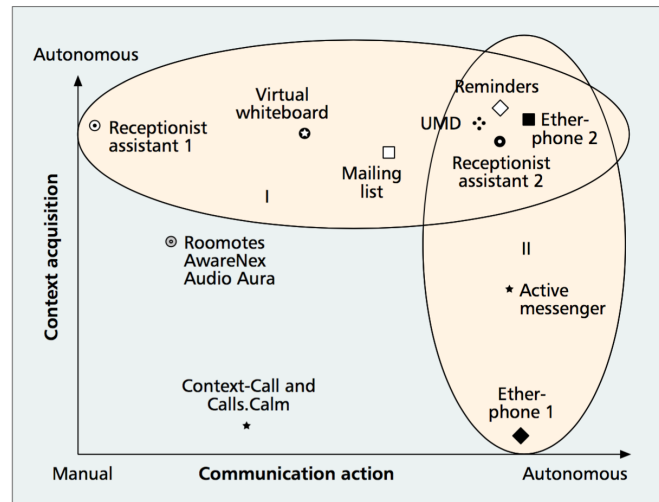 Autonomous
Context acquisition
Receptionist
assistant 1
Virtual
whiteboard
Mailing
list
I
Reminders
UMD
Ether-
phone 2
Receptionist
assistant 2
Roomotes
AwareNex
Audio Aura
II
Active
messenger
Context-Call and
Calls.Calm
Ether-
phone 1
Manual
Communication action
Autonomous